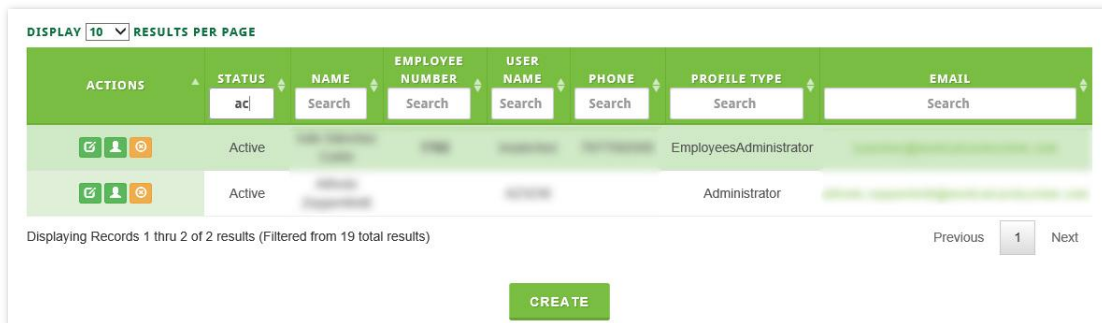 DISPLAY 10 RESULTS PER PAGE
ACTIONS STATUS NAME EMPLOYEE NUMBER USER NAME PHONE PROFILE TYPE EMAIL
ac Search Search Search Search Search Search
Active EmployeesAdministrator
Active Administrator
Displaying Records 1 thru 2 of 2 results (Filtered from 19 total results) Previous 1 Next
CREATE